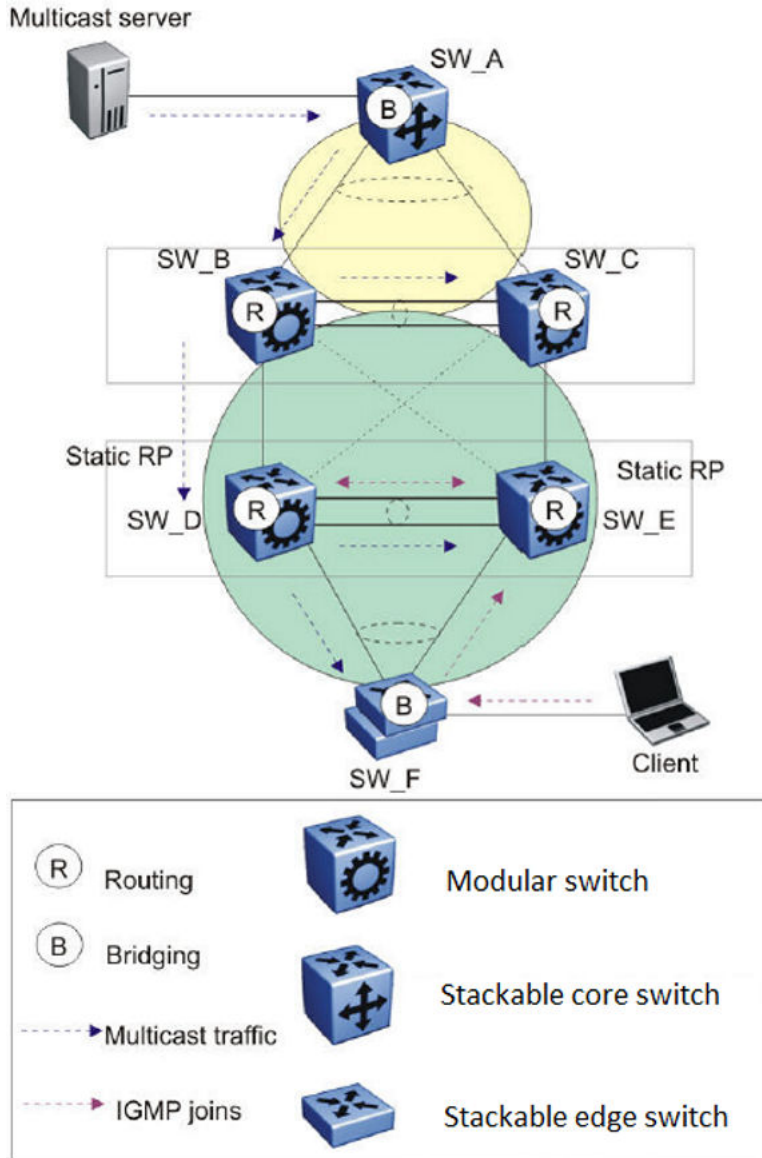 Multicast server
SW_A
B
SW_B
SW_C
R
R
Static RP
Static RP
SW_D
R
R
SW_E
B
SW_F
Client
R Routing
Modular switch
B Bridging
Stackable core switch
Multicast traffic
IGMP joins
Stackable edge switch